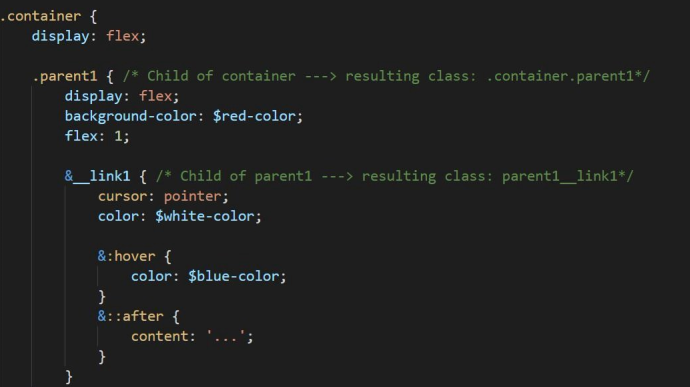 .container {
display: flex;
.parent1 { /* Child of container ---> resulting class: .container.parent1*/
display: flex;
background-color: $red-color;
flex: 1;
&__link1 { /* Child of parent1 ---> resulting class: parent1__link1*/
cursor: pointer;
color: $white-color;
&:hover {
color: $blue-color;
}
&::after {
content: '...';
}
}